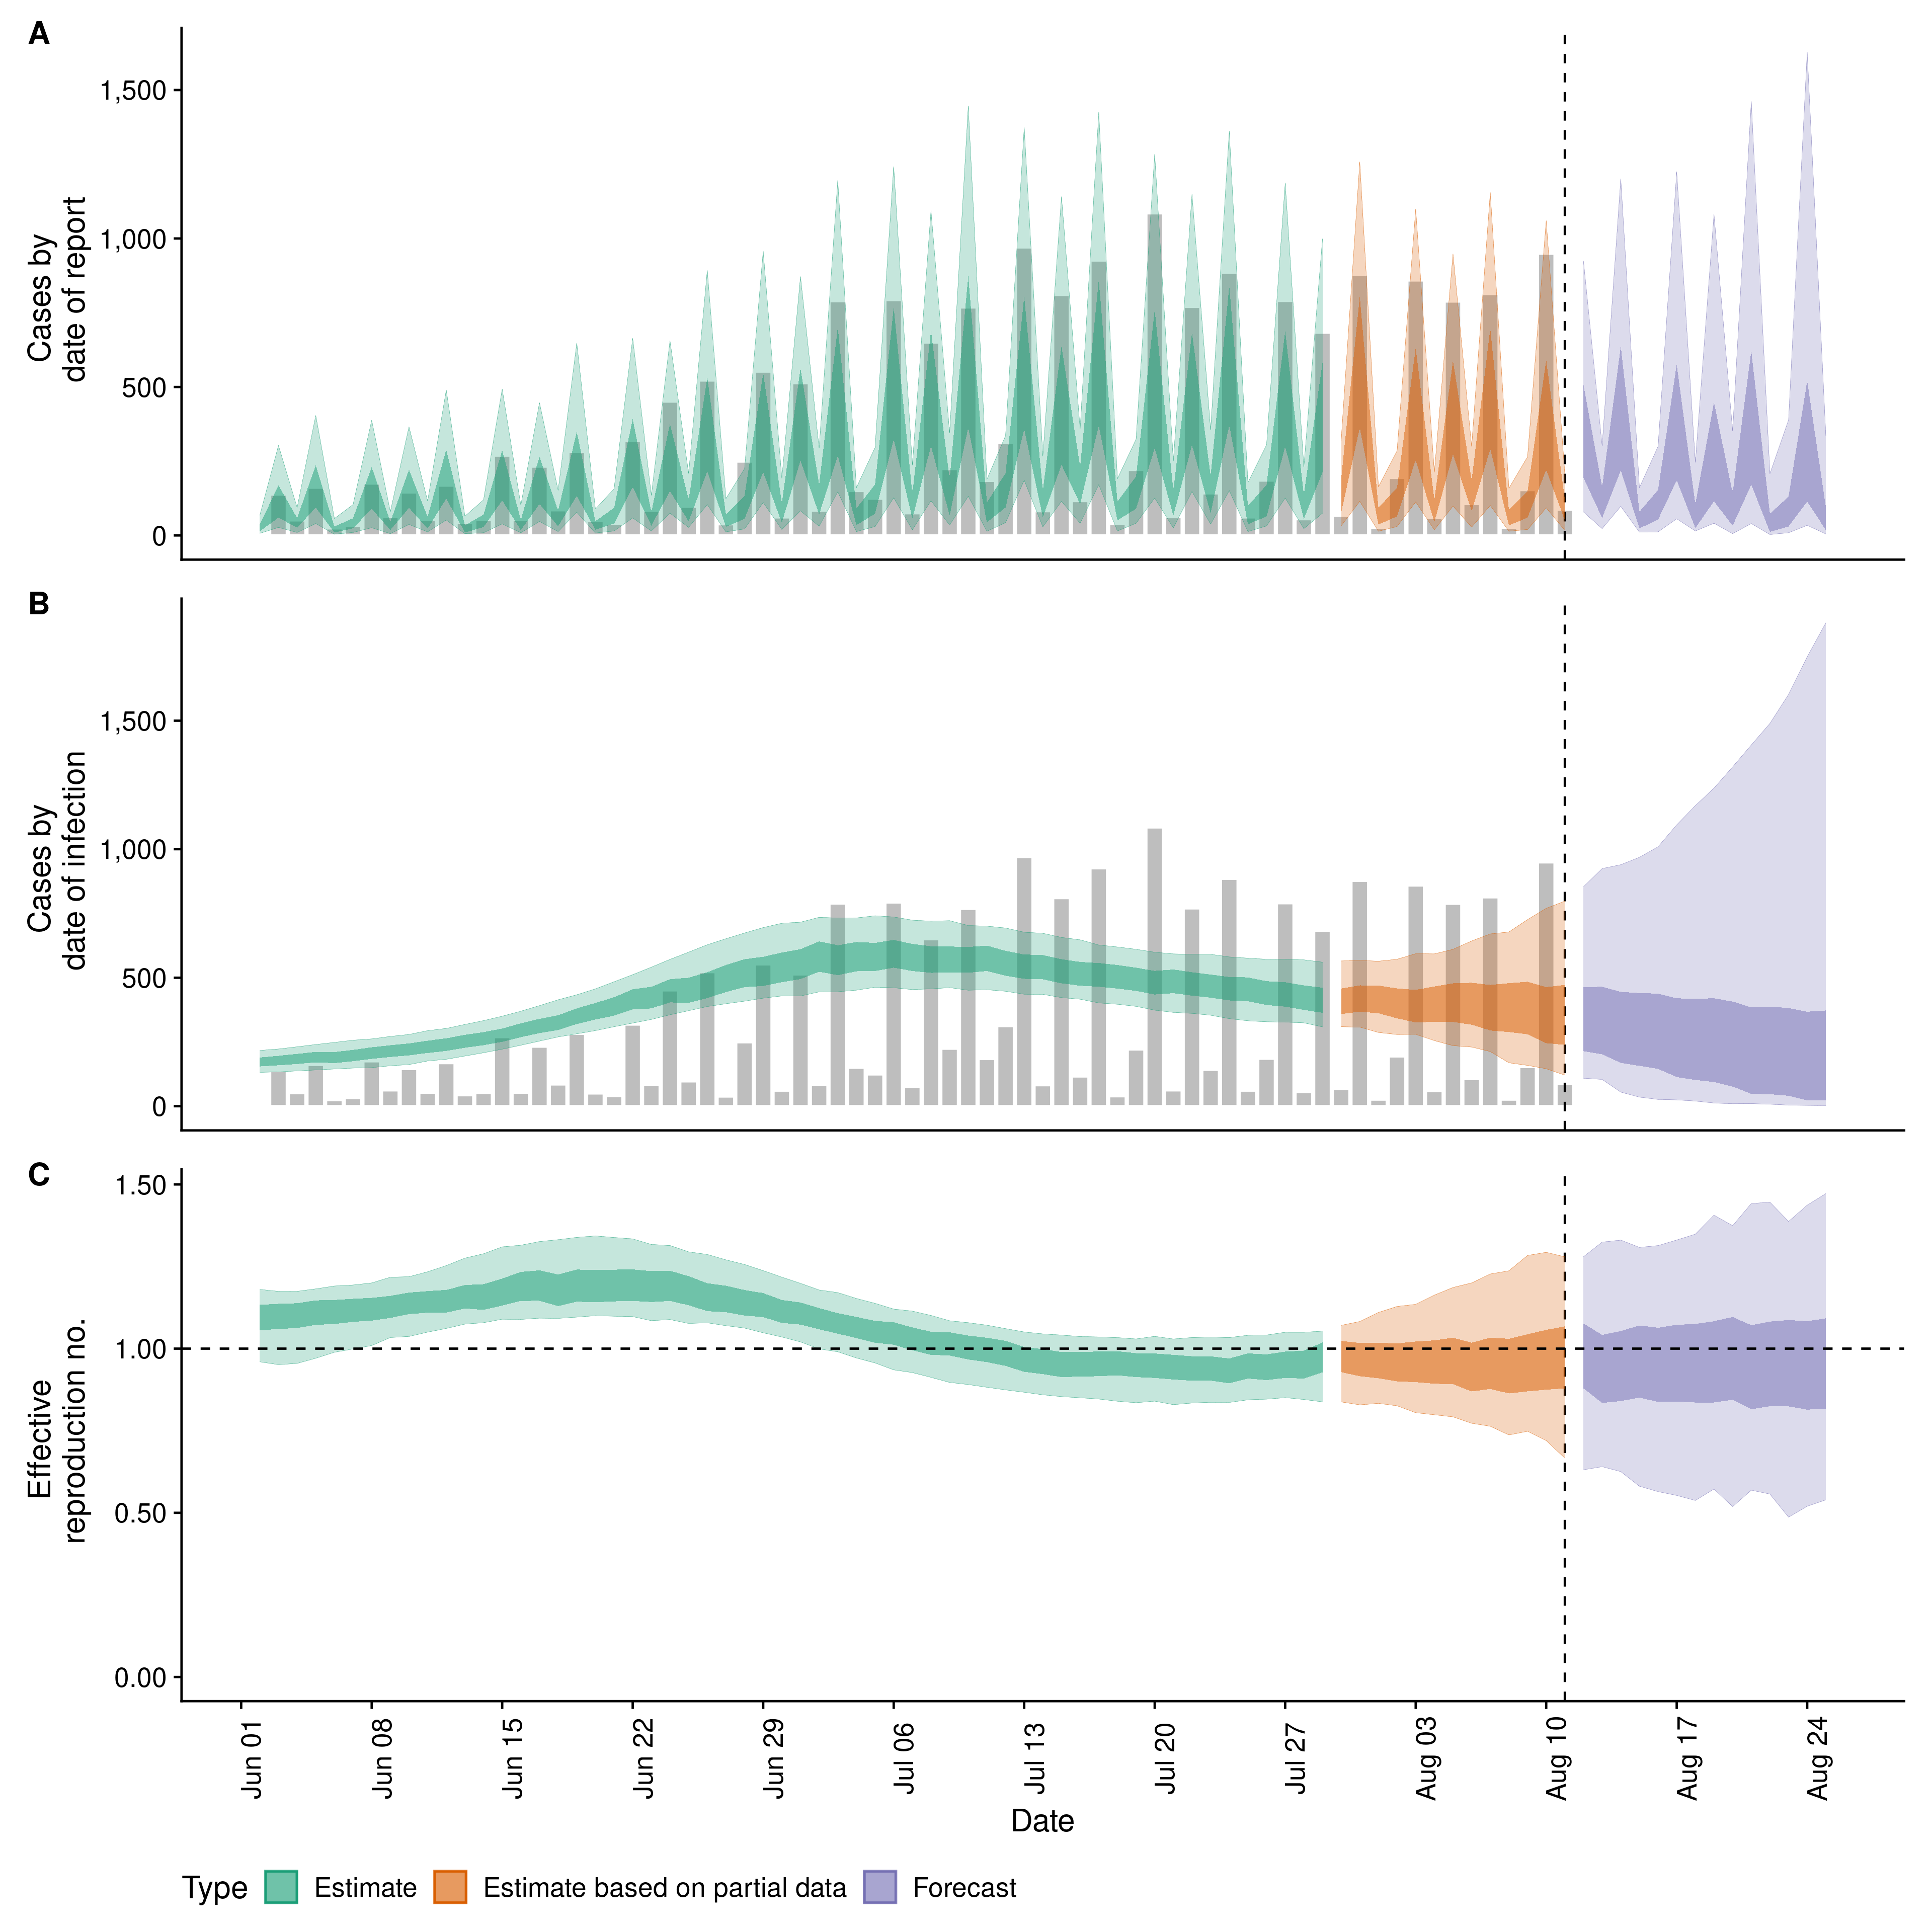 A
Cases by
date of report
1,500
1,000
500
0
B
Cases by
date of infection
1,500
1,000
500
0
C
Effective
reproduction no.
1.50
1.00
0.50
0.00
Jun 01
Jun 08
Jun 15
Jun 22
Jun 29
Jul 06
Jul 13
Jul 20
Jul 27
Aug 03
Aug 10
Aug 17
Aug 24
Date
Type Estimate Estimate based on partial data Forecast